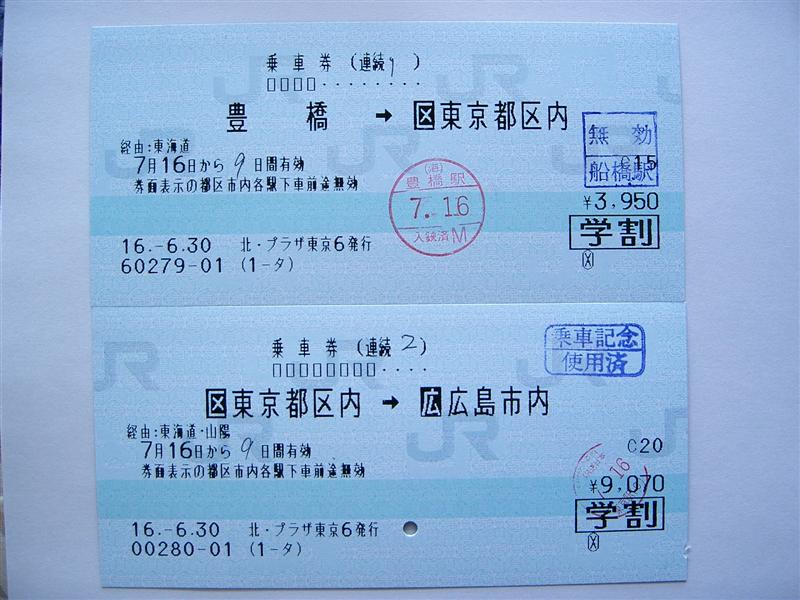 乗車券(連続1)
□□□□・・・・・・・・
豊橋→区東京都区内
経由:東海道
7月16日から9日間有効
券面表示の都区市内各駅下車前途無効
無効
船橋駅
C15
¥3,950
学割
(海)
豊橋駅
7.16
入鋏済M
16.-6.30 北・プラザ東京6発行
60279-01 (1-タ)
JR
乗車券(連続2)
□□□□□□□□□・・・・
区東京都区内→広広島市内
経由:東海道・山陽
7月16日から9日間有効
券面表示の都区市内各駅下車前途無効
乗車記念
使用済
C20
¥9,070
学割
16
16.-6.30 北・プラザ東京6発行
00280-01 (1-タ)
JR